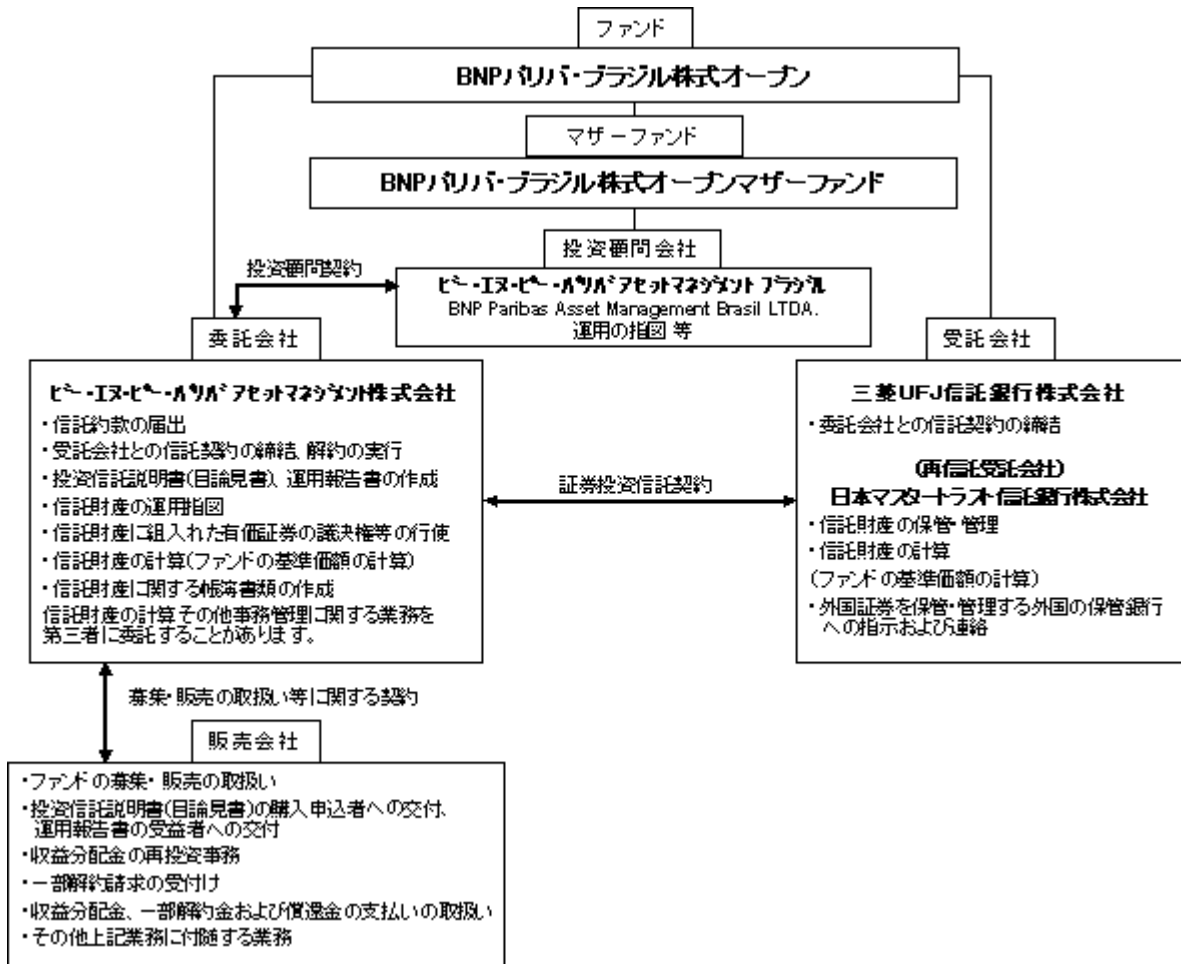 ファンド
BNPパリバ・ブラジル株式オープン
マザーファンド
BNPパリバ・ブラジル株式オープンマザーファンド
投資顧問会社
投資顧問契約
ビー・エヌ・ピー・パリバ アセットマネジメント ブラジル
BNP Paribas Asset Management Brasil LTDA.
運用の指図 等
委託会社
受託会社
ビー・エヌ・ピー・パリバ アセットマネジメント株式会社
・信託約款の届出
・受託会社との信託契約の締結、解約の実行
・投資信託説明書(目論見書)、運用報告書の作成
・信託財産の運用指図
・信託財産に組入れた有価証券の議決権等の行使
・信託財産の計算(ファンドの基準価額の計算)
・信託財産に関する帳簿書類の作成
信託財産の計算その他事務管理に関する業務を
第三者に委託することがあります。
証券投資信託契約
三菱UFJ信託銀行株式会社
・委託会社との信託契約の締結
(再信託受託会社)
日本マスタートラスト信託銀行株式会社
・信託財産の保管・管理
・信託財産の計算
(ファンドの基準価額の計算)
・外国証券を保管・管理する外国の保管銀行
への指示および連絡
募集・販売の取扱い等に関する契約
販売会社
・ファンドの募集・販売の取扱い
・投資信託説明書(目論見書)の購入申込者への交付、
運用報告書の受益者への交付
・収益分配金の再投資事務
・一部解約請求の受付け
・収益分配金、一部解約金および償還金の支払いの取扱い
・その他上記業務に付随する業務